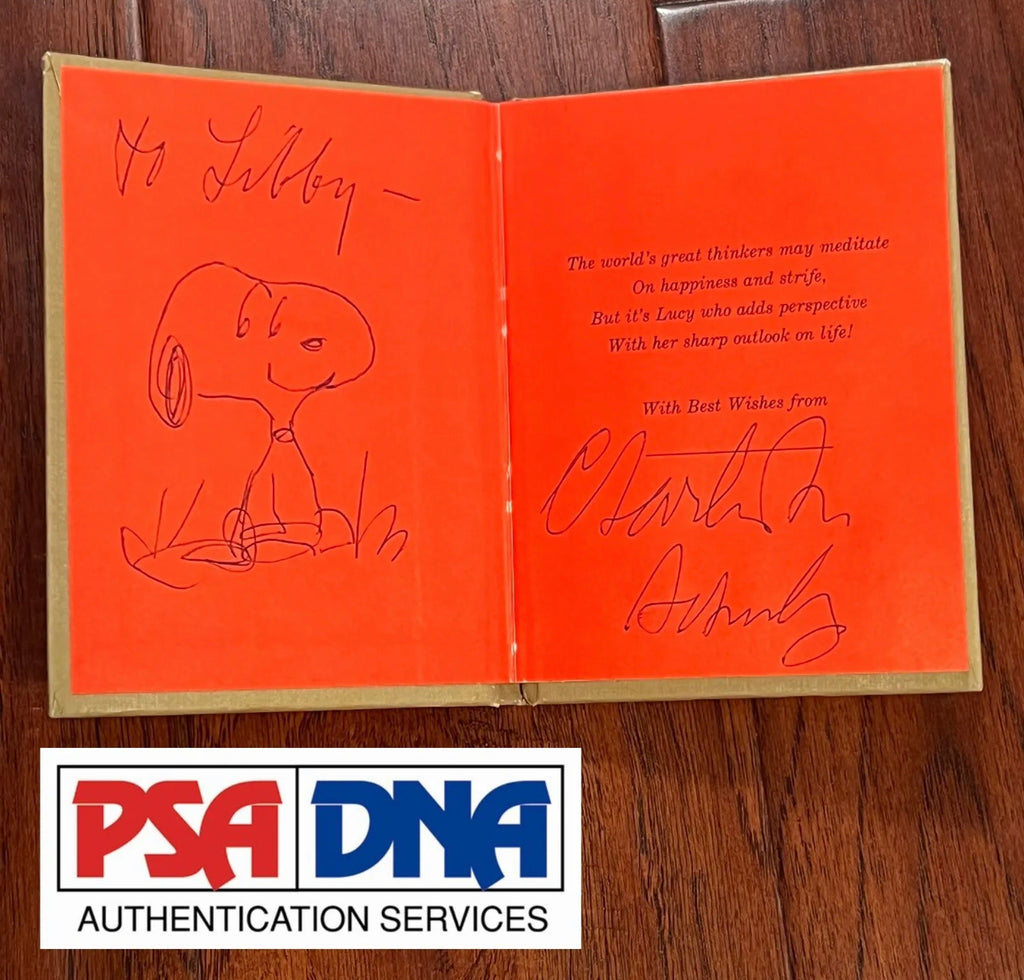 To Libby —
The world's great thinkers may meditate
On happiness and strife,
But it's Lucy who adds perspective
With her sharp outlook on life!
With Best Wishes from
Charles M
Schulz
PSA DNA
AUTHENTICATION SERVICES